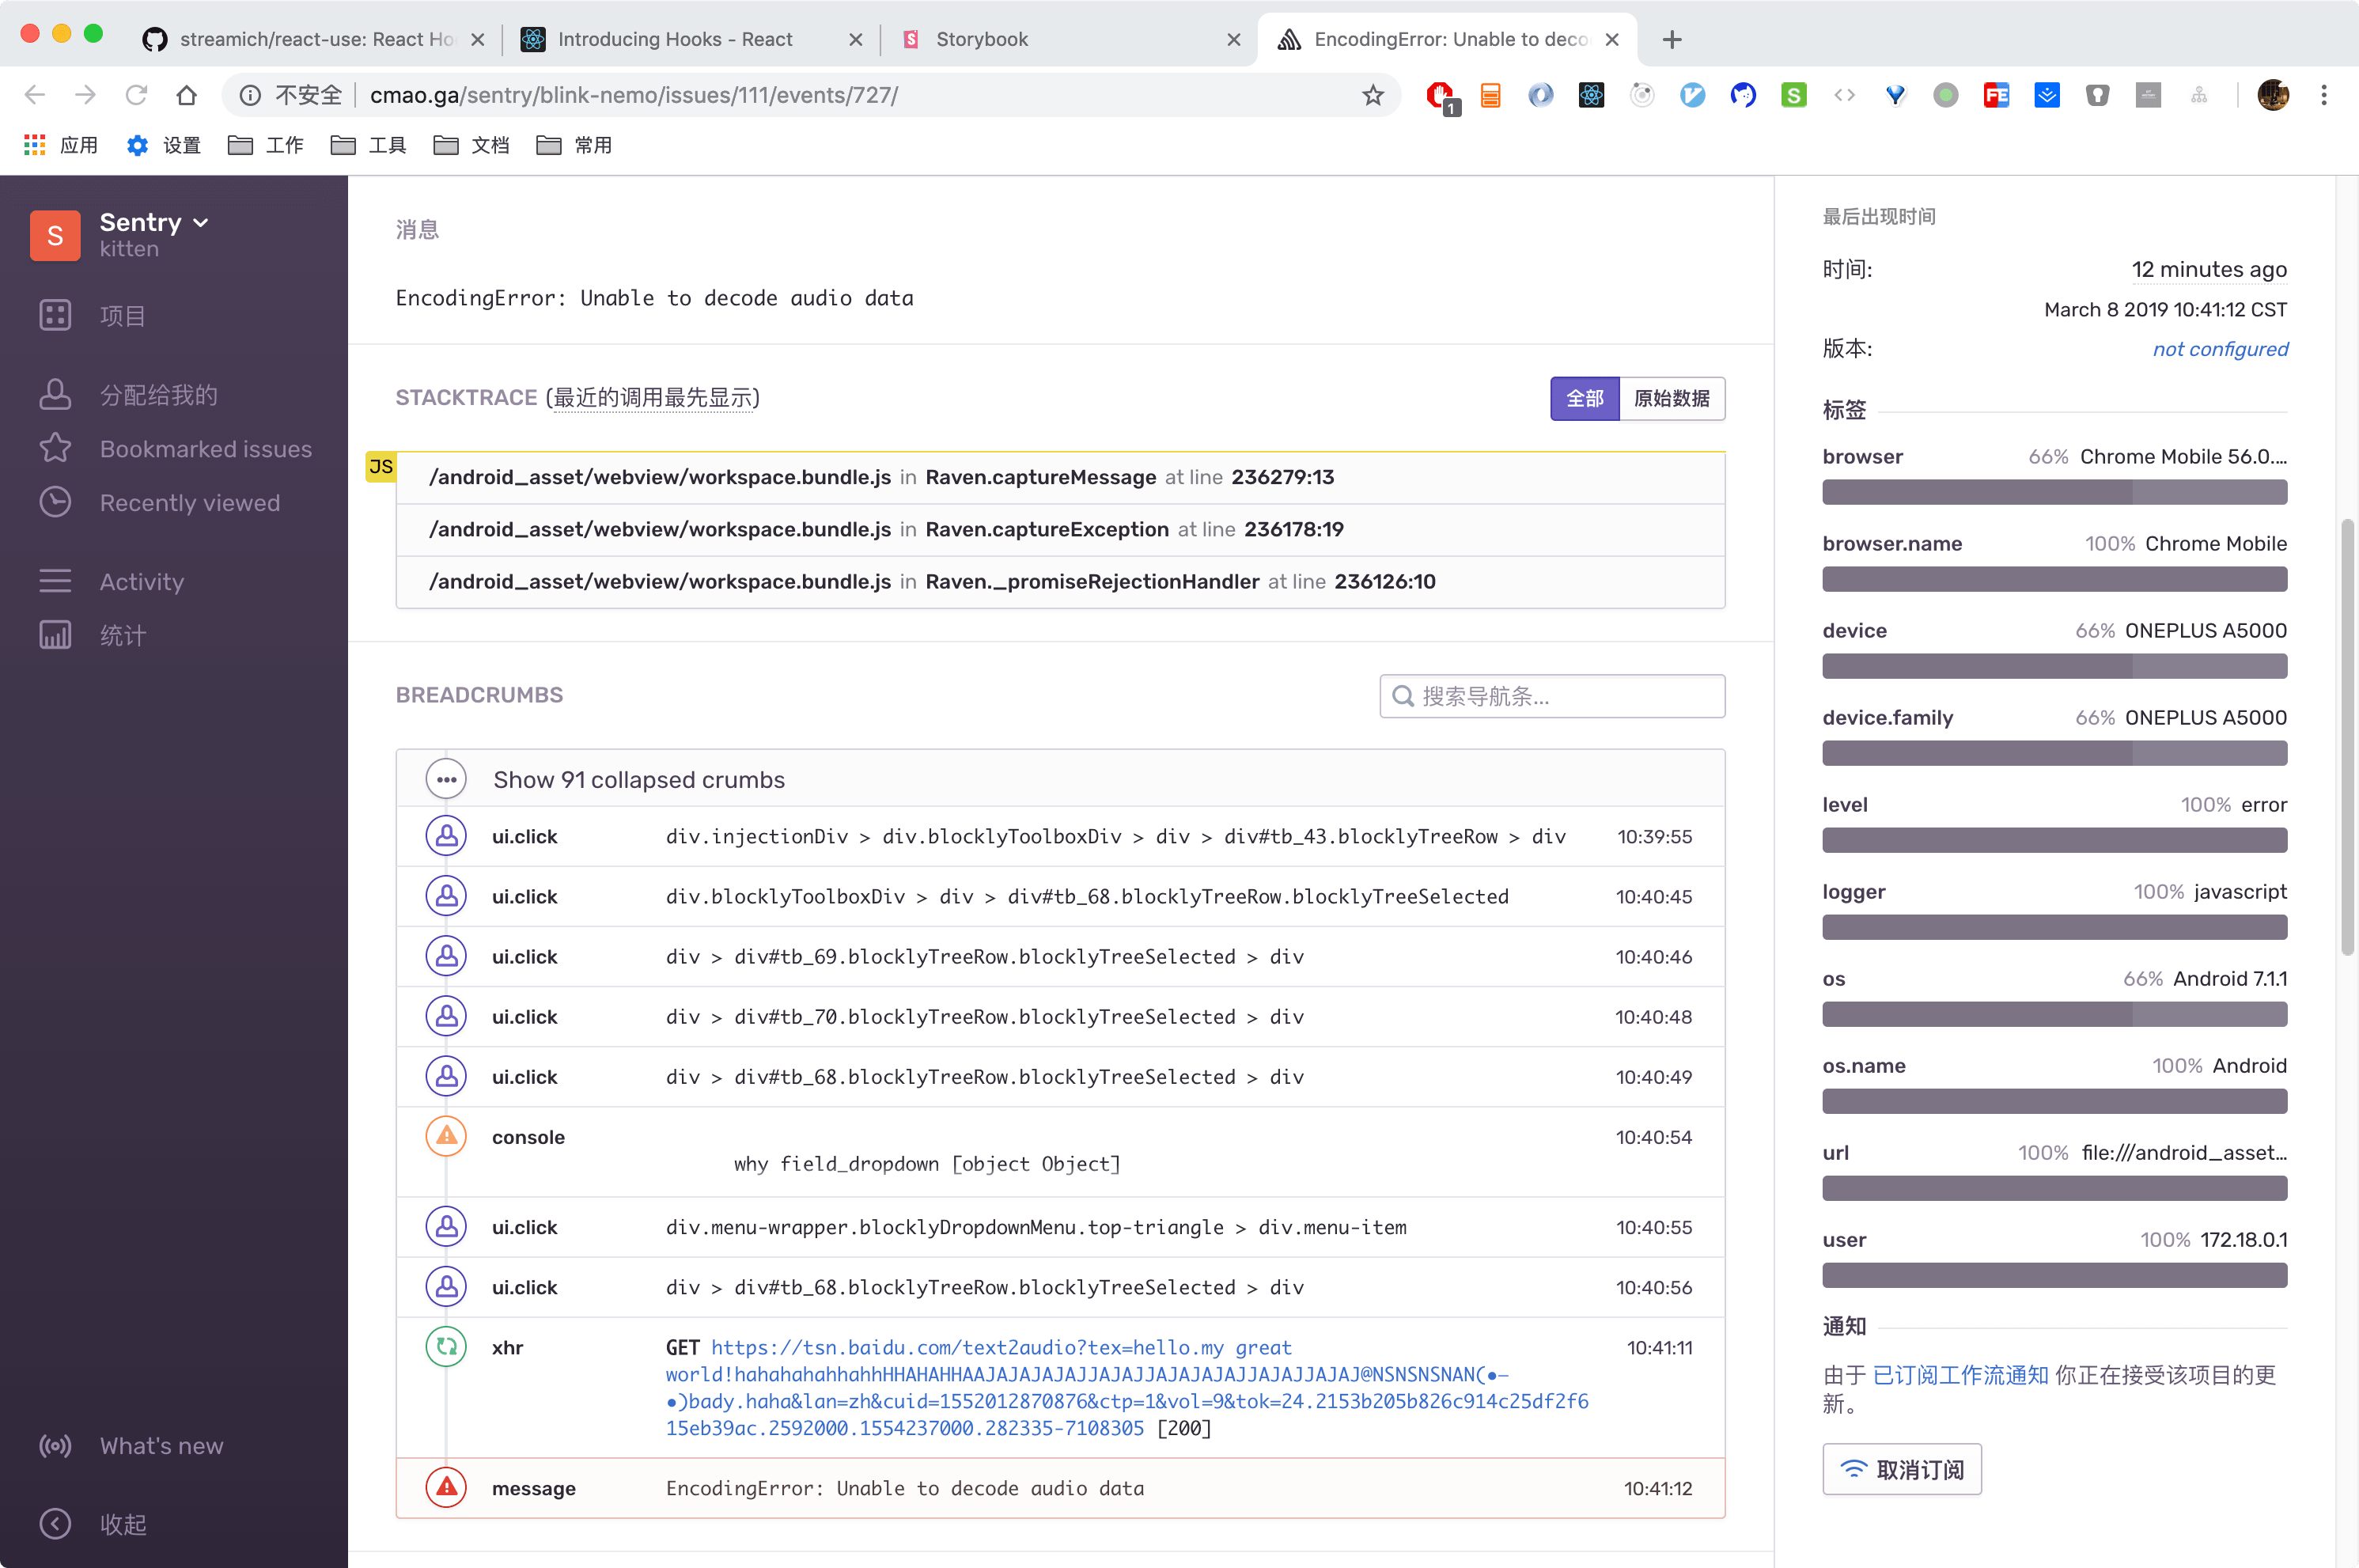 streamich/react-use: React Ho
Introducing Hooks - React
Storybook
EncodingError: Unable to deco
不安全
cmao.ga/sentry/blink-nemo/issues/111/events/727/
1
应用
设置
工作
工具
文档
常用
S
Sentry
kitten
项目
分配给我的
Bookmarked issues
Recently viewed
Activity
统计
What's new
收起
消息
EncodingError: Unable to decode audio data
STACKTRACE (最近的调用最先显示)
全部
原始数据
JS
/android_asset/webview/workspace.bundle.js in Raven.captureMessage at line 236279:13
/android_asset/webview/workspace.bundle.js in Raven.captureException at line 236178:19
/android_asset/webview/workspace.bundle.js in Raven._promiseRejectionHandler at line 236126:10
BREADCRUMBS
搜索导航条...
Show 91 collapsed crumbs
ui.click div.injectionDiv > div.blocklyToolboxDiv > div > div#tb_43.blocklyTreeRow > div 10:39:55
ui.click div.blocklyToolboxDiv > div > div#tb_68.blocklyTreeRow.blocklyTreeSelected 10:40:45
ui.click div > div#tb_69.blocklyTreeRow.blocklyTreeSelected > div 10:40:46
ui.click div > div#tb_70.blocklyTreeRow.blocklyTreeSelected > div 10:40:48
ui.click div > div#tb_68.blocklyTreeRow.blocklyTreeSelected > div 10:40:49
console 10:40:54
why field_dropdown [object Object]
ui.click div.menu-wrapper.blocklyDropdownMenu.top-triangle > div.menu-item 10:40:55
ui.click div > div#tb_68.blocklyTreeRow.blocklyTreeSelected > div 10:40:56
xhr GET https://tsn.baidu.com/text2audio?tex=hello.my great 10:41:11
world!hahahahahhahhHHAHAHHAAJAJAJAJAJJAJAJJAJAJAJAJJAJAJJAJAJ@NSNSNSNAN(●—
●)bady.haha&lan=zh&cuid=1552012870876&ctp=1&vol=9&tok=24.2153b205b826c914c25df2f6
15eb39ac.2592000.1554237000.282335-7108305 [200]
message EncodingError: Unable to decode audio data 10:41:12
最后出现时间
时间: 12 minutes ago
March 8 2019 10:41:12 CST
版本: not configured
标签
browser 66% Chrome Mobile 56.0....
browser.name 100% Chrome Mobile
device 66% ONEPLUS A5000
device.family 66% ONEPLUS A5000
level 100% error
logger 100% javascript
os 66% Android 7.1.1
os.name 100% Android
url 100% file:///android_asset...
user 100% 172.18.0.1
通知
由于 已订阅工作流通知 你正在接受该项目的更
新。
取消订阅